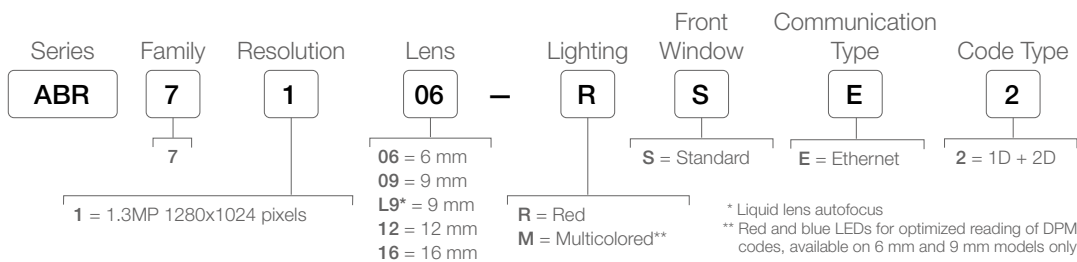 Series Family Resolution Lens Lighting Front Window Communication Type Code Type
ABR 7 1 06 – R S E 2
7
1 = 1.3MP 1280x1024 pixels
06 = 6 mm
09 = 9 mm
L9* = 9 mm
12 = 12 mm
16 = 16 mm
R = Red
M = Multicolored**
S = Standard
E = Ethernet
2 = 1D + 2D
* Liquid lens autofocus
** Red and blue LEDs for optimized reading of DPM
codes, available on 6 mm and 9 mm models only